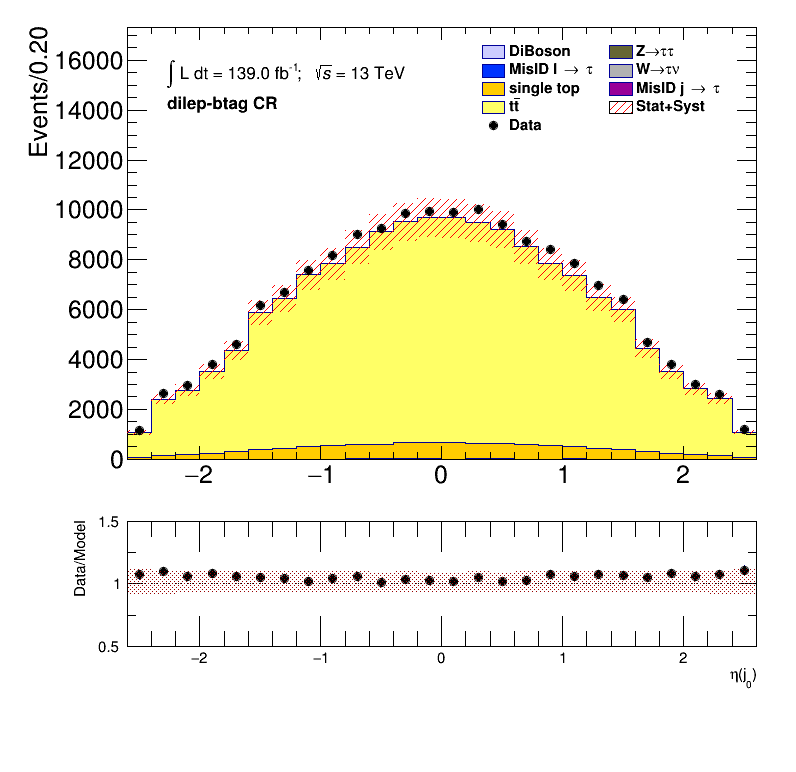 Events/0.20
16000
14000
12000
10000
8000
6000
4000
2000
0
∫ L dt = 139.0 fb⁻¹; √s = 13 TeV
dilep-btag CR
DiBoson
MisID l → τ
single top
tt̄
Data
Z→ττ
W→τν
MisID j → τ
Stat+Syst
−2 −1 0 1 2
Data/Model
1.5
1
0.5
−2 −1 0 1 2
η(j₀)